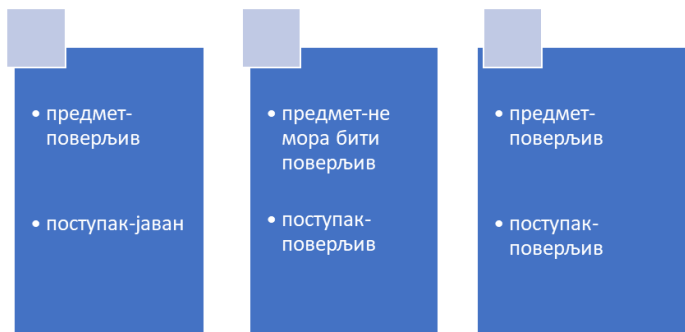 • предмет-
поверљив
• поступак-јаван
• предмет-не
мора бити
поверљив
• поступак-
поверљив
• предмет-
поверљив
• поступак-
поверљив